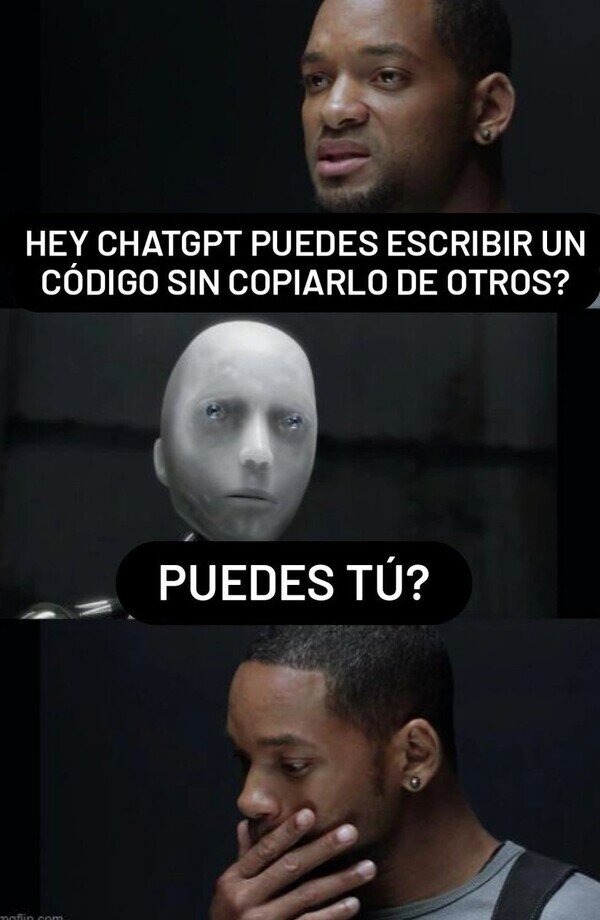 HEY CHATGPT PUEDES ESCRIBIR UN
CÓDIGO SIN COPIARLO DE OTROS?
PUEDES TÚ?